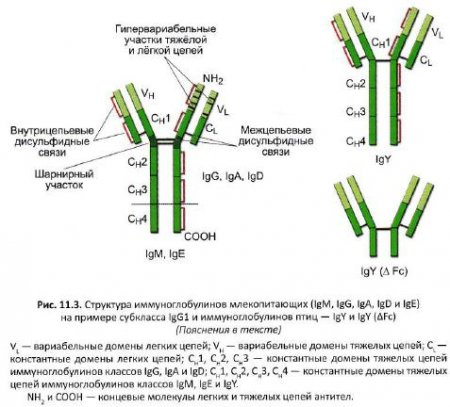 Гипервариабельные
участки тяжёлой
и лёгкой цепей
NH2
VH
VL
CH1
CL
Внутрицепьевые
дисульфидные
связи
Межцепьевые
дисульфидные
связи
Шарнирный
участок
CH2
IgG, IgA, IgD
CH3
CH4
COOH
IgM, IgE
VH
VL
CH1
CL
CH2
CH3
CH4
IgY
IgY (Δ Fc)
Рис. 11.3. Структура иммуноглобулинов млекопитающих (IgM, IgG, IgA, IgD и IgE)
на примере субкласса IgG1 и иммуноглобулинов птиц — IgY и IgY (ΔFc)
(Пояснения в тексте)
VL — вариабельные домены легких цепей; VL — вариабельные домены тяжелых цепей; CL —
константные домены легких цепей; CH1, CH2, CH3 — константные домены тяжелых цепей
иммуноглобулинов классов IgG, IgA и IgD; CH1, CH2, CH3, CH4 — константные домены тяжелых
цепей иммуноглобулинов классов IgM, IgE и IgY.
NH2 и COOH — концевые молекулы легких и тяжелых цепей антител.